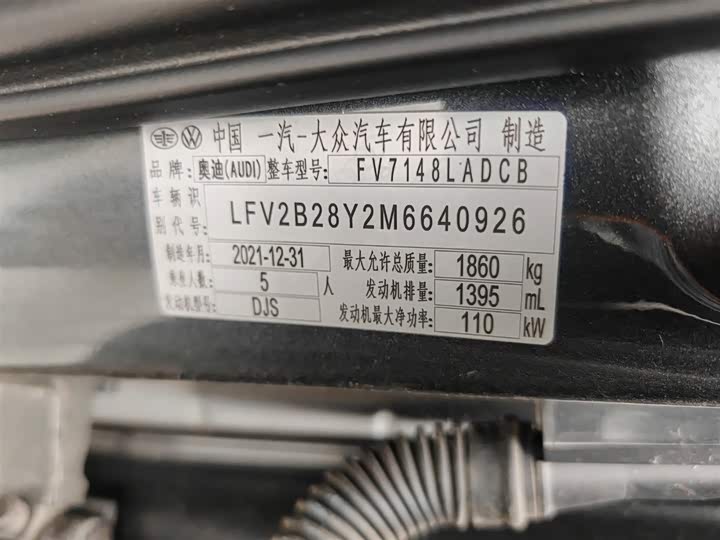 中国 一汽-大众汽车有限公司 制造
品牌: 奥迪(AUDI) 整车型号: FV7148LADCB
车辆识别代号: LFV2B28Y2M6640926
制造年月: 2021-12-31 最大允许总质量: 1860 kg
乘坐人数: 5 人 发动机排量: 1395 mL
发动机型号: DJS 发动机最大净功率: 110 kW